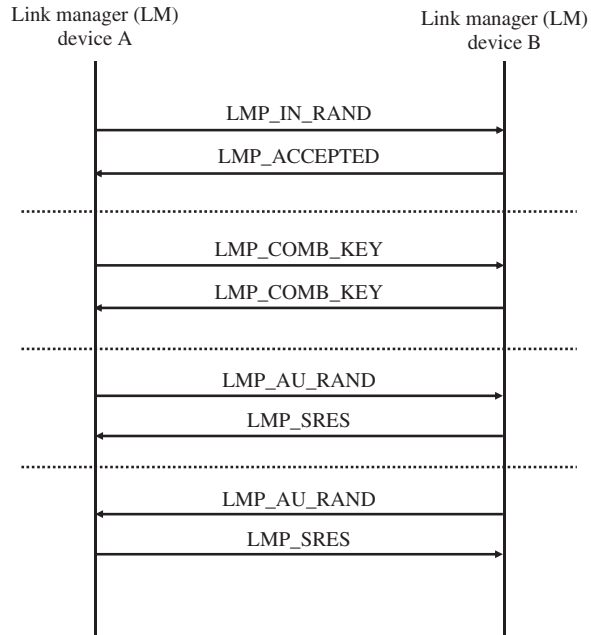 Link manager (LM)
device A
Link manager (LM)
device B
LMP_IN_RAND
LMP_ACCEPTED
LMP_COMB_KEY
LMP_COMB_KEY
LMP_AU_RAND
LMP_SRES
LMP_AU_RAND
LMP_SRES